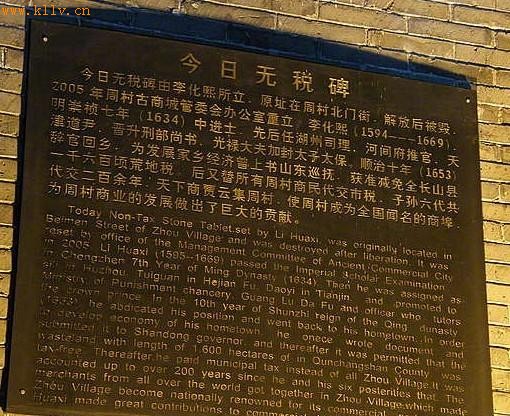 www.kllv.cn
今日无税碑
今日无税碑由李化熙所立，原址在周村北门街，解放后被毁，
2005年周村古商城管委会办公室重立。李化熙（1594——1669），
明崇祯七年（1634）中进士，先后任湖州司理、河间府推官、天
津道尹，晋升刑部尚书，光禄大夫加封太子太保，顺治十年（1653）
辞官回乡，为发展家乡经济曾上书山东巡抚，获准减免全长山县
一千六百顷荒地税，后又替所有周村商民代交市税，子孙六代共
代交二百余年，天下商贾云集周村，使周村成为全国闻名的商埠，
为周村商业的发展做出了巨大的贡献。
Today Non-Tax Stone Tablet,set by Li Huaxi, was originally located in
Beimen Street of Zhou Village and was destroyed after liberation. It was
reset by office of the Management Committee of Ancient Commercial City
in 2005. Li Huaxi (1595--1669) passed the Imperial Scholar Examination
in Chongzhen 7th Year of Ming Dynasty (1634). Then he was assigned as
an in Huzhou, Tuiguan in Hejian Fu, Daoyi in Tianjin and promoted to
Ministry of Punishment chancery, Guang Lu Da Fu and officer who tutors
the crown prince. In the 10th year of Shunzhi reign of the Qing dynasty
(1653), he abdicated his position and went back to his hometown. In order
to develop economy of his hometown, he onece wrote document and
submitted it to Shandong governor and thereafter it was permitted that the
wasteland with length of 1,600 hectares of in Quanchangshan County was
tax-free. Thereafter,he paid municipal tax instead of all Zhou Village.It was
accounted up to over 200 years since he and his six posterities that. The
merchants from all over the world got together in Zhou Village,which made
Zhou Village become nationally renowned for its commercial
Huaxi made great contributions to